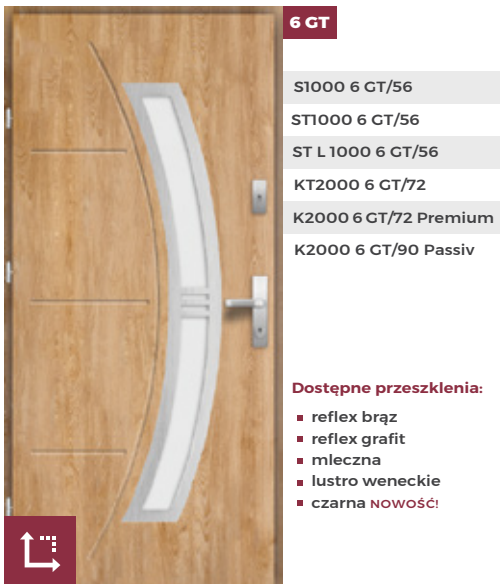 6 GT
S1000 6 GT/56
ST1000 6 GT/56
ST L 1000 6 GT/56
KT2000 6 GT/72
K2000 6 GT/72 Premium
K2000 6 GT/90 Passiv
Dostępne przeszklenia:
reflex brąz
reflex grafit
mleczna
lustro weneckie
czarna NOWOŚĆ!